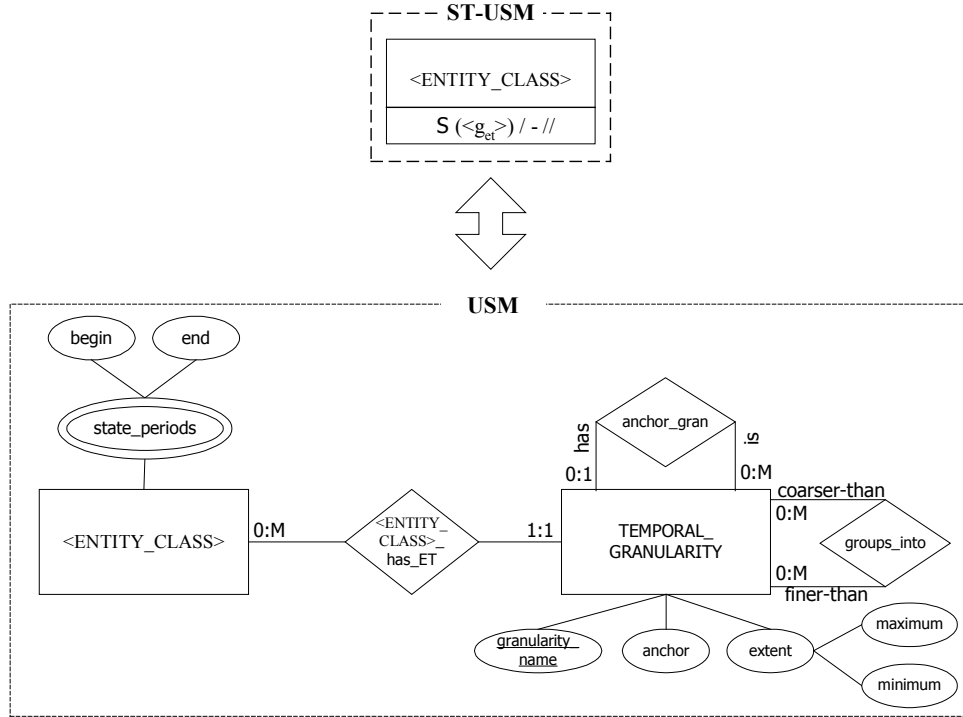 ST-USM
<ENTITY_CLASS>
S (<g_et>) / - //
USM
begin
end
state_periods
<ENTITY_CLASS>
0:M
<ENTITY_
CLASS>_
has_ET
1:1
has
0:1
anchor_gran
is
0:M
TEMPORAL_
GRANULARITY
coarser-than
0:M
groups_into
0:M
finer-than
granularity_
name
anchor
extent
maximum
minimum